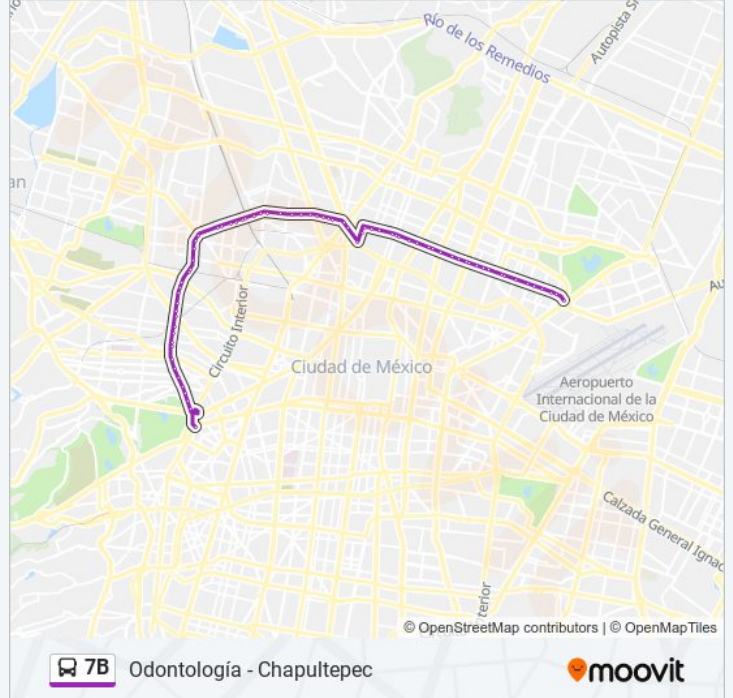 Río de los Remedios
Autopista
an
Circuito Interior
Ciudad de México
Aeropuerto
Internacional de la
Ciudad de México
Calzada General Ignac
terior
© OpenStreetMap contributors | © OpenMapTiles
7B Odontología - Chapultepec
moovit